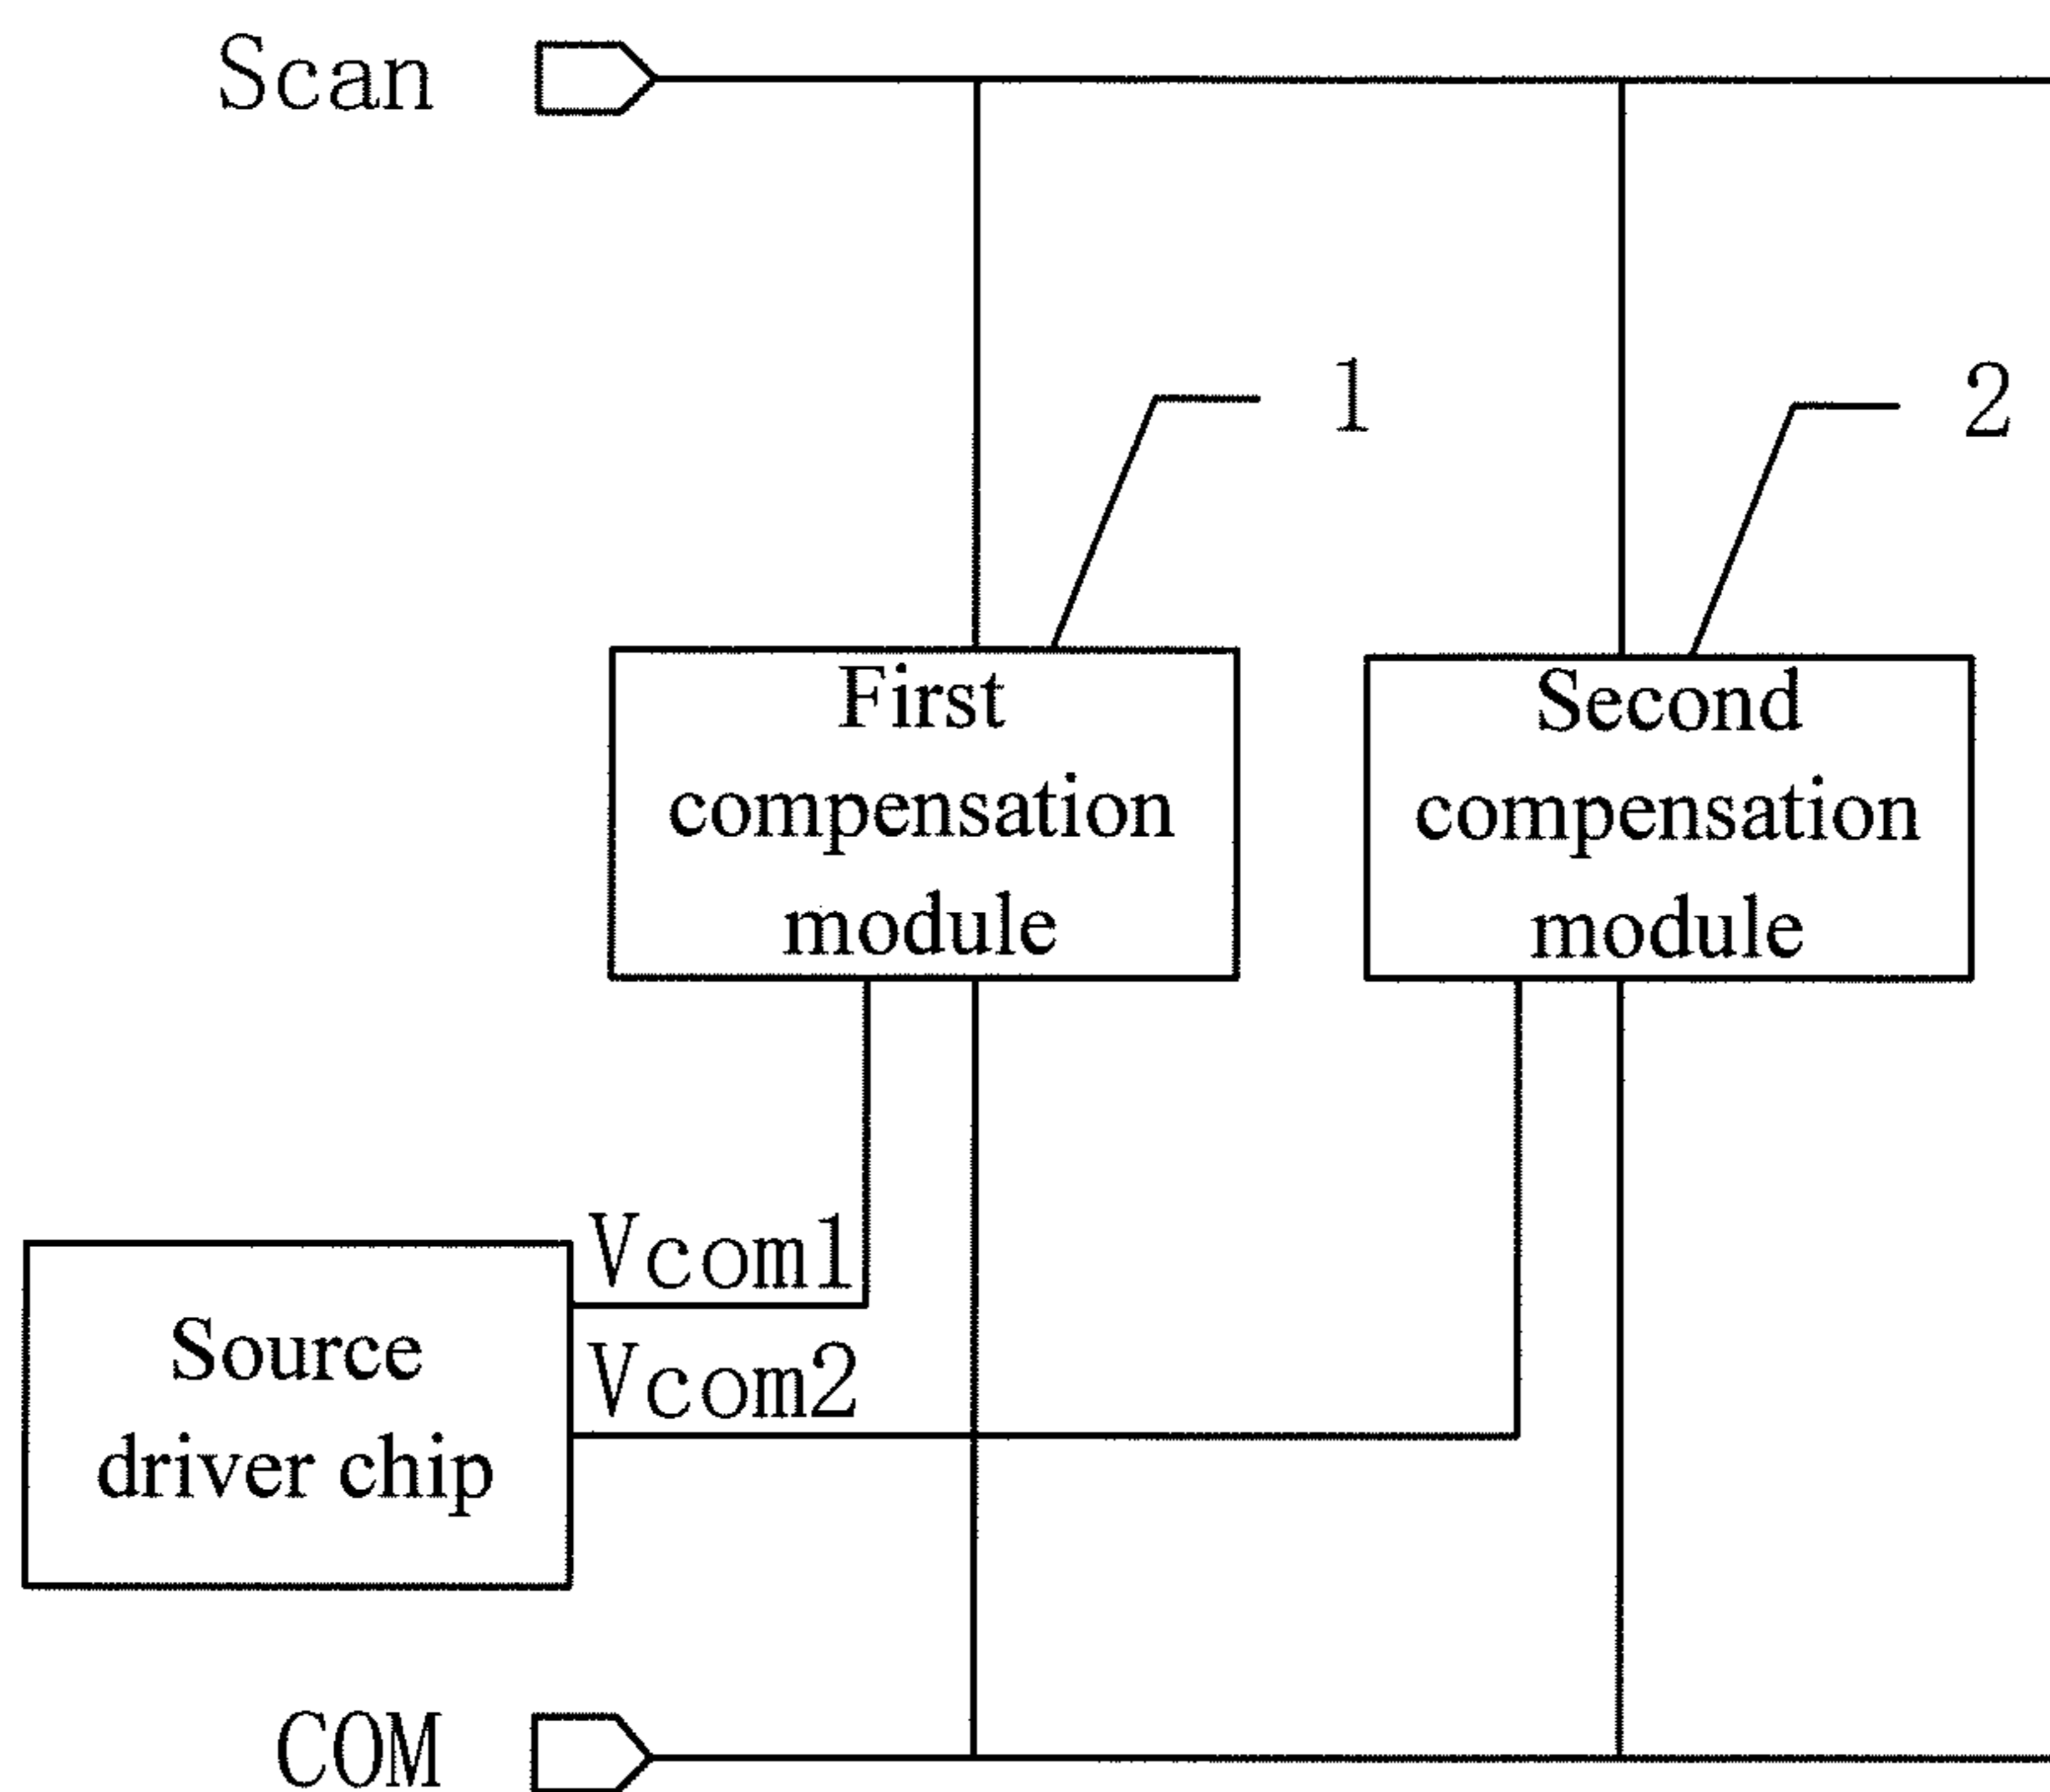 Scan
1
2
First
compensation
module
Second
compensation
module
Vcom1
Vcom2
Source
driver chip
COM